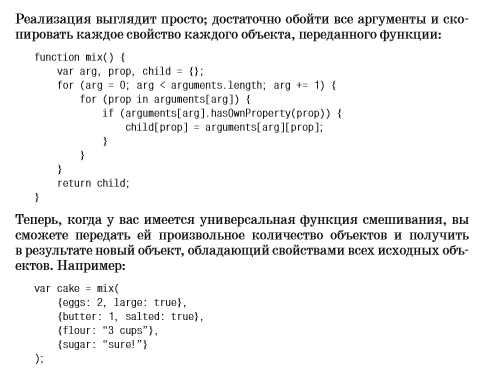 Реализация выглядит просто; достаточно обойти все аргументы и ско-
пировать каждое свойство каждого объекта, переданного функции:
function mix() {
    var arg, prop, child = {};
    for (arg = 0; arg < arguments.length; arg += 1) {
        for (prop in arguments[arg]) {
            if (arguments[arg].hasOwnProperty(prop)) {
                child[prop] = arguments[arg][prop];
            }
        }
    }
    return child;
}
Теперь, когда у вас имеется универсальная функция смешивания, вы
сможете передать ей произвольное количество объектов и получить
в результате новый объект, обладающий свойствами всех исходных объ-
ектов. Например:
var cake = mix(
    {eggs: 2, large: true},
    {butter: 1, salted: true},
    {flour: “3 cups”},
    {sugar: “sure!”}
);